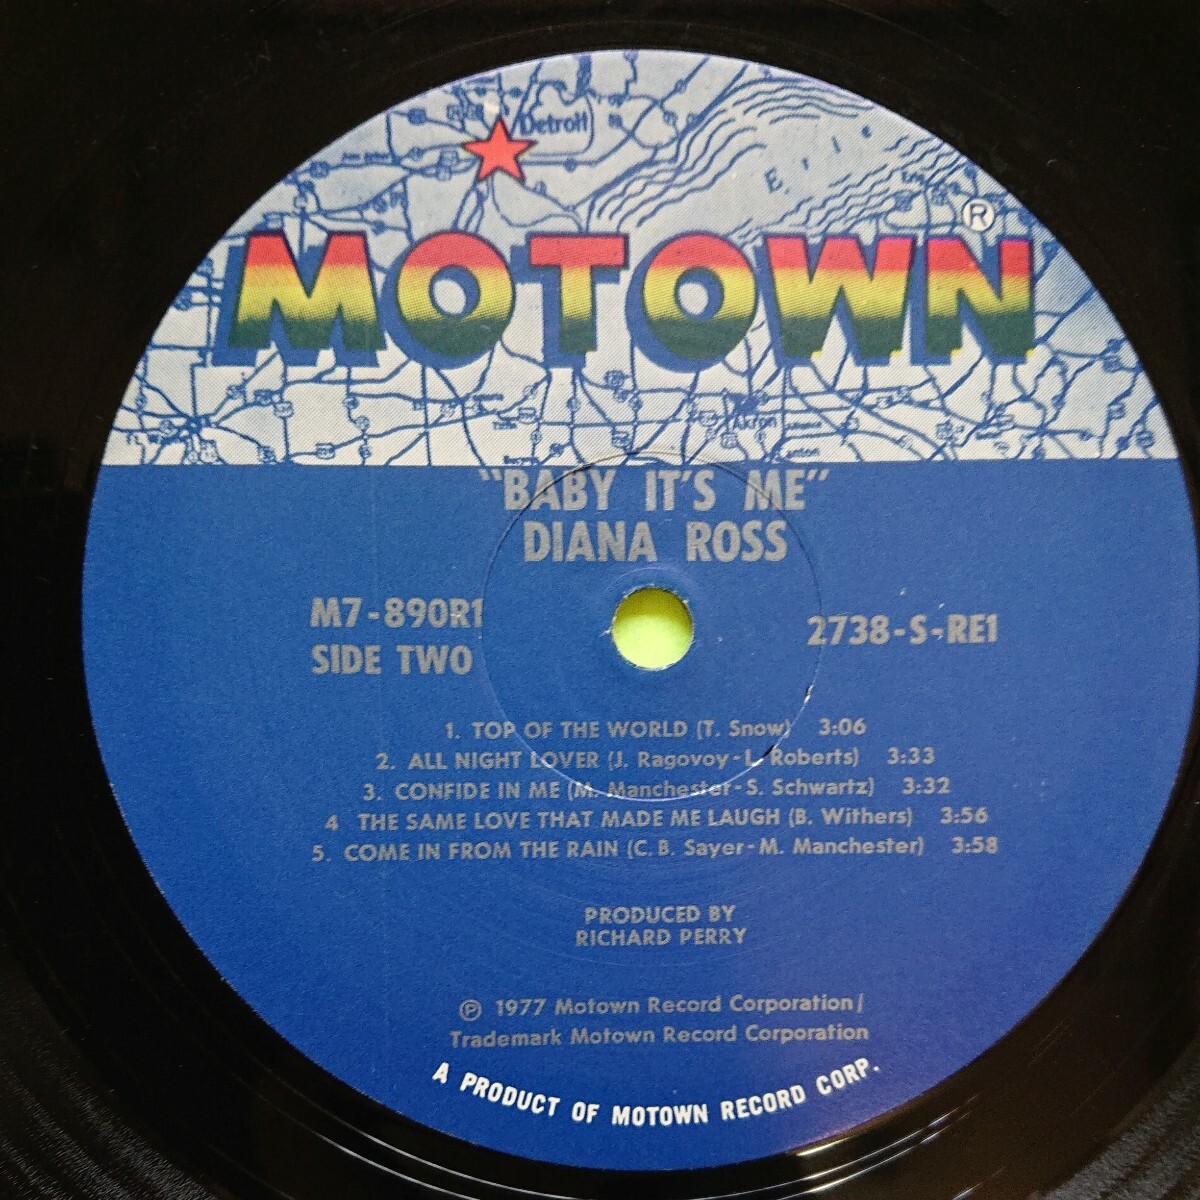 Detroit
Erie
®
MOTOWN
Akron
"BABY IT'S ME"
DIANA ROSS
M7-890R1
SIDE TWO
2738-S-RE1
1. TOP OF THE WORLD (T. Snow) 3:06
2. ALL NIGHT LOVER (J. Ragovoy-L. Roberts) 3:33
3. CONFIDE IN ME (M. Manchester-S. Schwartz) 3:32
4 THE SAME LOVE THAT MADE ME LAUGH (B. Withers) 3:56
5. COME IN FROM THE RAIN (C.B. Sayer-M. Manchester) 3:58
PRODUCED BY
RICHARD PERRY
℗ 1977 Motown Record Corporation/
Trademark Motown Record Corporation
A PRODUCT OF MOTOWN RECORD CORP.